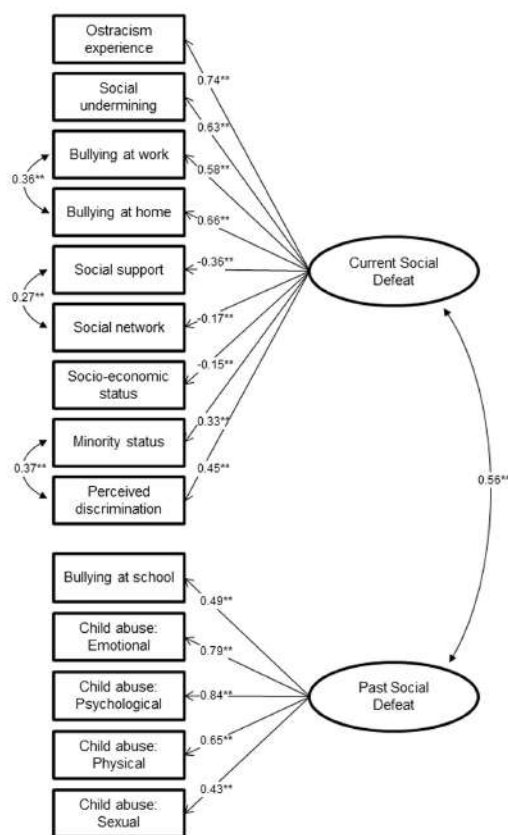 Ostracism
experience
0.74**
Social
undermining
0.63**
Bullying at work
0.58**
0.36**
Bullying at home
0.66**
Social support
-0.36**
Current Social
Defeat
0.27**
Social network
-0.17**
Socio-economic
status
-0.15**
Minority status
0.33**
0.37**
Perceived
discrimination
0.45**
0.56**
Bullying at school
0.49**
Child abuse:
Emotional
0.79**
Child abuse:
Psychological
0.84**
Past Social
Defeat
Child abuse:
Physical
0.65**
Child abuse:
Sexual
0.43**